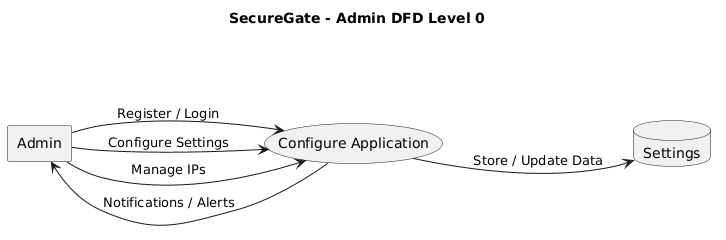 SecureGate - Admin DFD Level 0
Register / Login
Admin
Configure Settings
Configure Application
Manage IPs
Notifications / Alerts
Store / Update Data
Settings